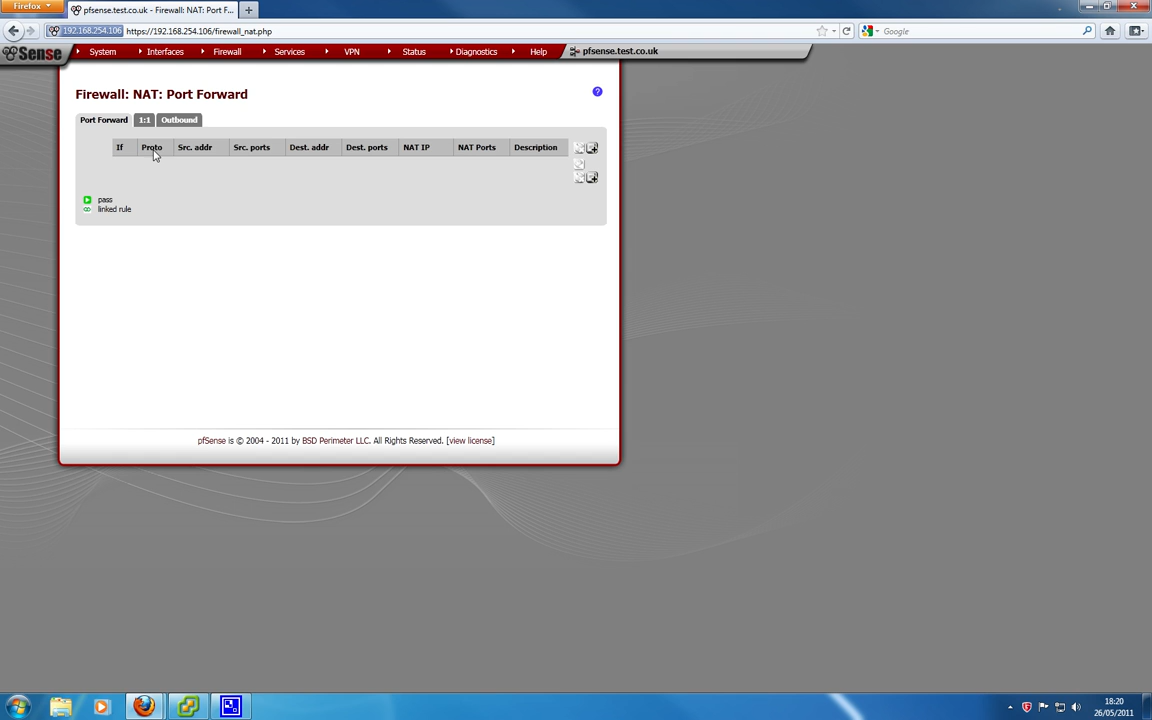 Firefox
pfsense.test.co.uk - Firewall: NAT: Port F...
192.168.254.106 https://192.168.254.106/firewall_nat.php
Google
Sense System Interfaces Firewall Services VPN Status Diagnostics Help pfsense.test.co.uk
Firewall: NAT: Port Forward
?
Port Forward 1:1 Outbound
If Proto Src. addr Src. ports Dest. addr Dest. ports NAT IP NAT Ports Description
pass
linked rule
pfSense is © 2004 - 2011 by BSD Perimeter LLC. All Rights Reserved. [view license]
18:20
26/05/2011